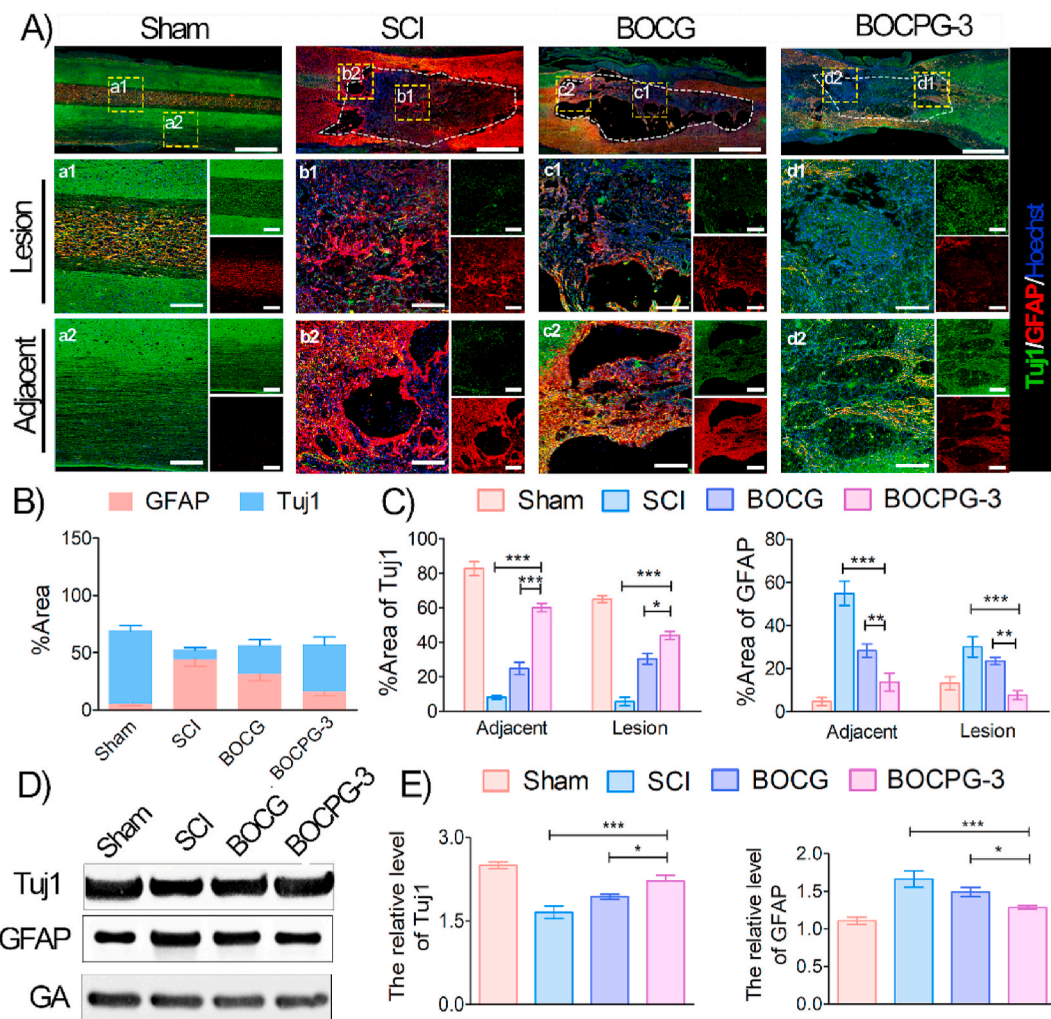 A)
Sham SCI BOCG BOCPG-3
a1 a2 b2 b1 c2 c1 d2 d1
Lesion
a1 b1 c1 d1
Adjacent
a2 b2 c2 d2
Tuj1/GFAP/Hoechst
B)
GFAP Tuj1
%Area
150
100
50
0
Sham SCI BOCG BOCPG-3
C)
Sham SCI BOCG BOCPG-3
%Area of Tuj1
80
60
40
20
0
*** *** *** *
Adjacent Lesion
%Area of GFAP
80
60
40
20
0
*** ** *** **
Adjacent Lesion
D)
Sham SCI BOCG BOCPG-3
Tuj1
GFAP
GA
E)
Sham SCI BOCG BOCPG-3
The relative level
of Tuj1
3.0
1.5
0.0
***
*
The relative level
of GFAP
2.0
1.5
1.0
0.5
0.0
***
*